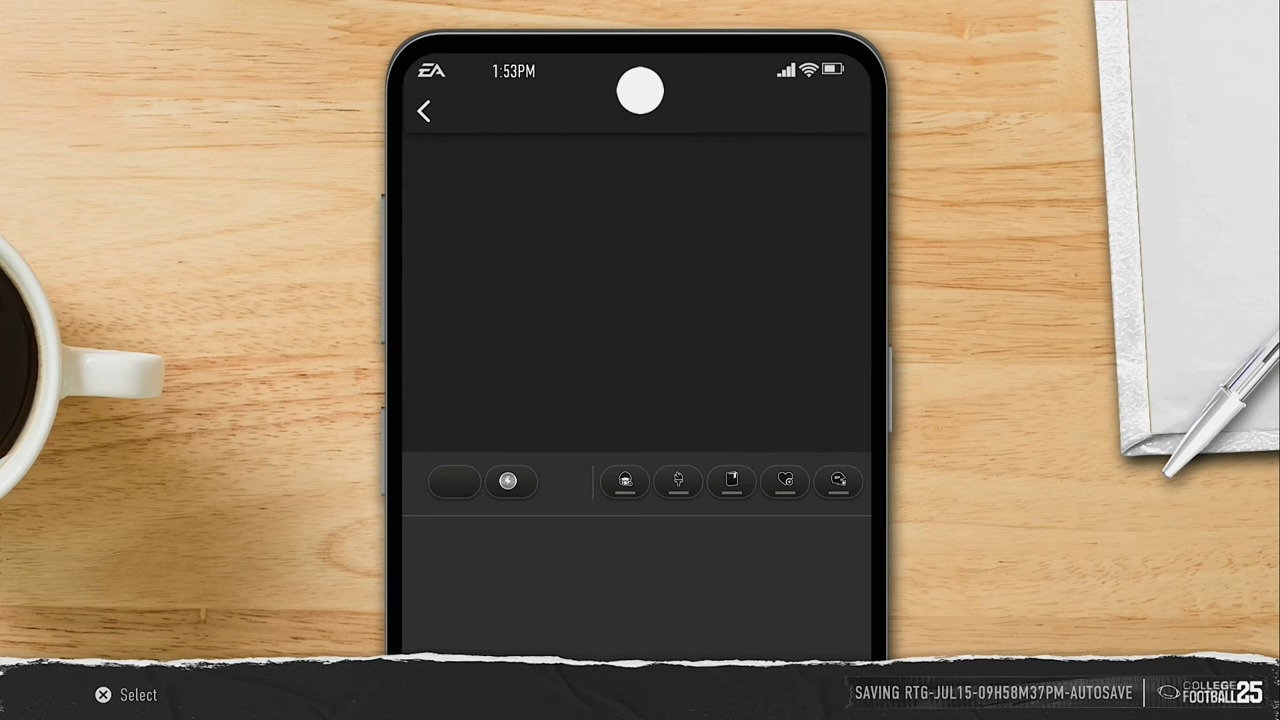 EA
1:53PM
Select
SAVING RTG-JUL15-09H58M37PM-AUTOSAVE
COLLEGE
FOOTBALL 25